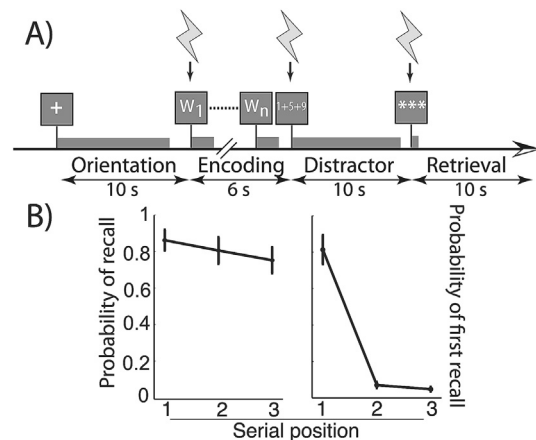 A)
+
W1
Wn
1+5+9
***
Orientation
Encoding
Distractor
Retrieval
10 s
6 s
10 s
10 s
B)
Probability of recall
1
0.8
0.6
0.4
0.2
0
1 2 3
1 2 3
Serial position
Probability of first recall